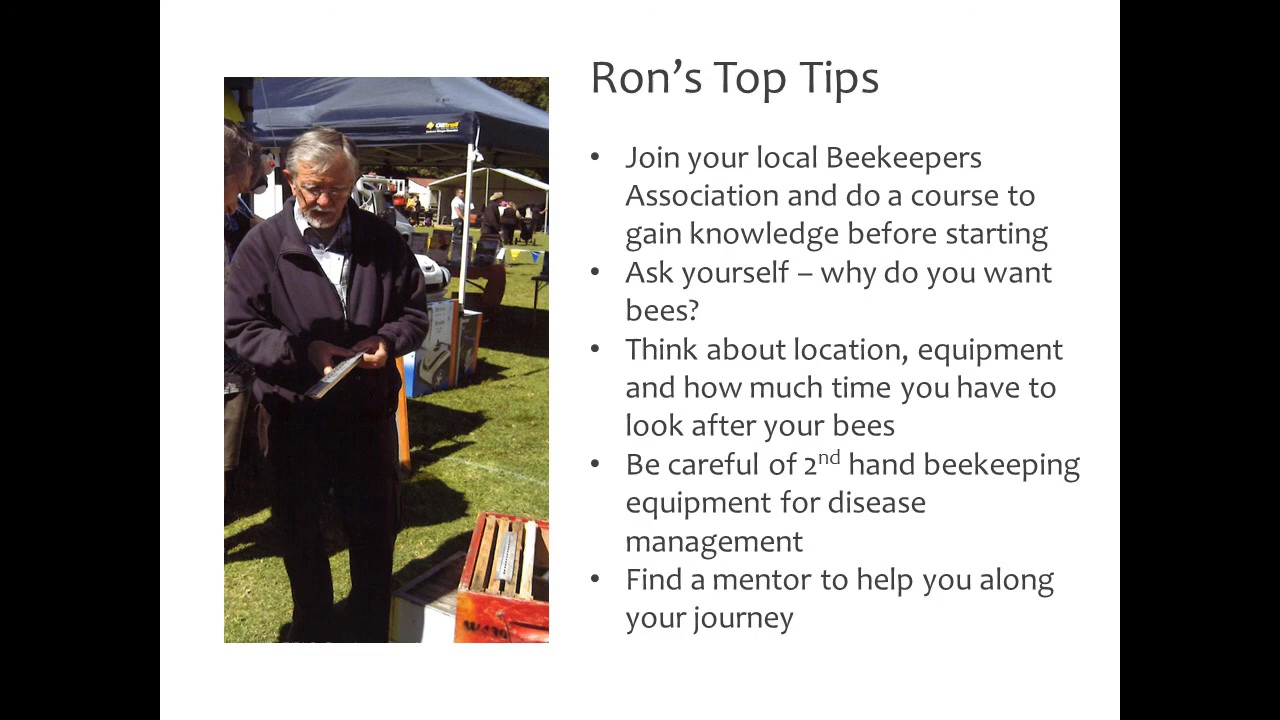 Ron's Top Tips
• Join your local Beekeepers
Association and do a course to
gain knowledge before starting
• Ask yourself – why do you want
bees?
• Think about location, equipment
and how much time you have to
look after your bees
• Be careful of 2nd hand beekeeping
equipment for disease
management
• Find a mentor to help you along
your journey